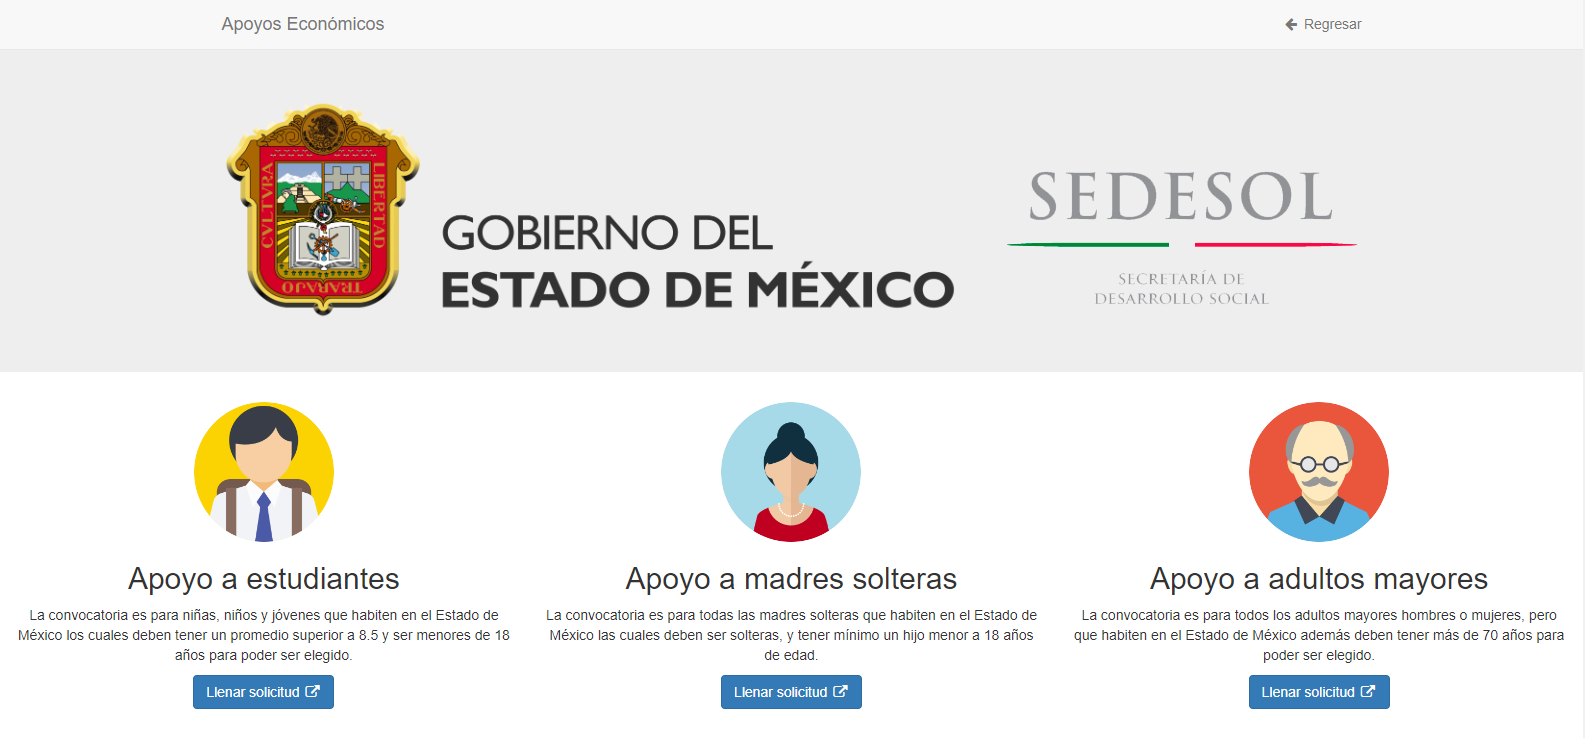 Apoyos Económicos
Regresar
CVLTVRA
LIBERTAD
TRABAJO
GOBIERNO DEL
ESTADO DE MÉXICO
SEDESOL
SECRETARÍA DE
DESARROLLO SOCIAL
Apoyo a estudiantes
La convocatoria es para niñas, niños y jóvenes que habiten en el Estado de
México los cuales deben tener un promedio superior a 8.5 y ser menores de 18
años para poder ser elegido.
Llenar solicitud
Apoyo a madres solteras
La convocatoria es para todas las madres solteras que habiten en el Estado de
México las cuales deben ser solteras, y tener mínimo un hijo menor a 18 años
de edad.
Llenar solicitud
Apoyo a adultos mayores
La convocatoria es para todos los adultos mayores hombres o mujeres, pero
que habiten en el Estado de México además deben tener más de 70 años para
poder ser elegido.
Llenar solicitud